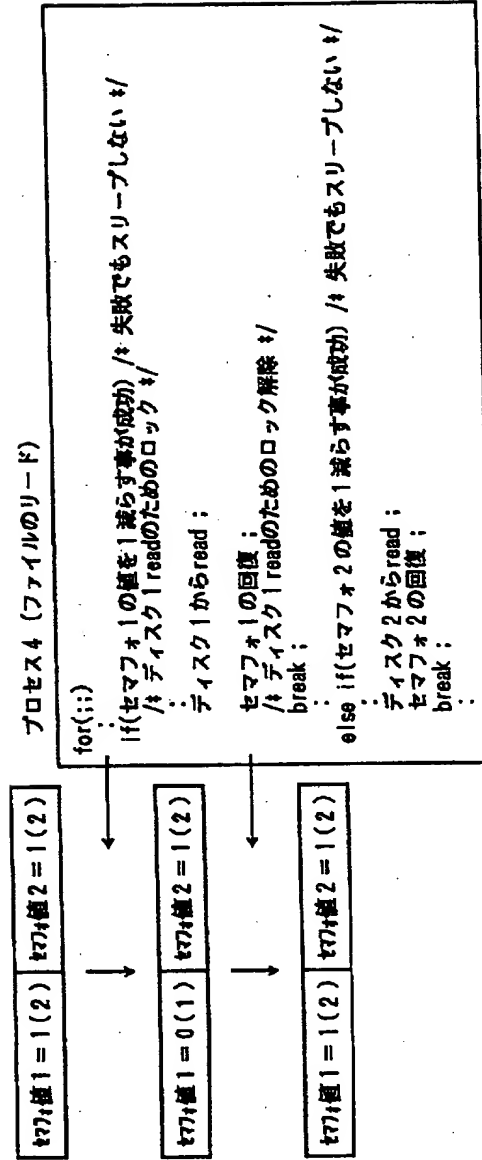 プロセス4 (ファイルのリード)
for(;;)
:
if(セマフォ1の値を1減らす事が成功) /* 失敗でもスリープしない */
/* ディスク1readのためのロック */
:
ディスク1からread ;
:
セマフォ1の回復 ;
/* ディスク1readのためのロック解除 */
break ;
:
else if(セマフォ2の値を1減らす事が成功) /* 失敗でもスリープしない */
:
ディスク2からread ;
セマフォ2の回復 ;
break ;
:
セマフォ値1=1(2) セマフォ値2=1(2)
セマフォ値1=0(1) セマフォ値2=1(2)
セマフォ値1=1(2) セマフォ値2=1(2)